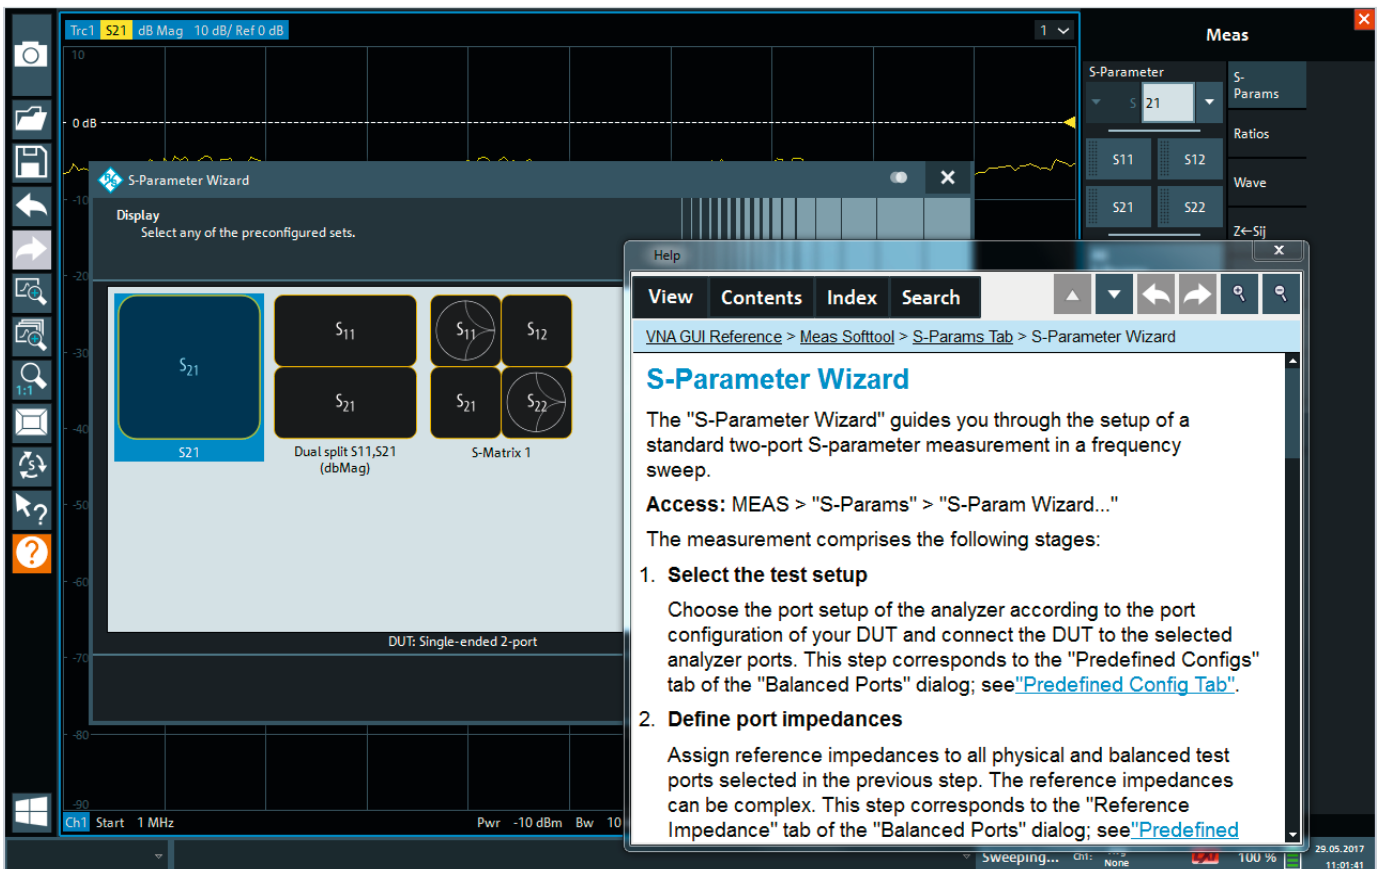 Trc1 S21 dB Mag 10 dB/ Ref 0 dB
1
10
0 dB
-10
-20
-30
-40
-50
-60
-70
-80
-90
1:1
S-Parameter Wizard
Display
Select any of the preconfigured sets.
S21
S21
S11
S21
Dual split S11,S21
(dbMag)
S11 S12
S21 S22
S-Matrix 1
DUT: Single-ended 2-port
Ch1 Start 1 MHz Pwr -10 dBm Bw 10
Meas
S-Parameter
S 21
S11 S12
S21 S22
S-
Params
Ratios
Wave
Z←Sij
Help
View Contents Index Search
VNA GUI Reference > Meas Softtool > S-Params Tab > S-Parameter Wizard
S-Parameter Wizard
The "S-Parameter Wizard" guides you through the setup of a
standard two-port S-parameter measurement in a frequency
sweep.
Access: MEAS > "S-Params" > "S-Param Wizard..."
The measurement comprises the following stages:
1. Select the test setup
Choose the port setup of the analyzer according to the port
configuration of your DUT and connect the DUT to the selected
analyzer ports. This step corresponds to the "Predefined Configs"
tab of the "Balanced Ports" dialog; see"Predefined Config Tab".
2. Define port impedances
Assign reference impedances to all physical and balanced test
ports selected in the previous step. The reference impedances
can be complex. This step corresponds to the "Reference
Impedance" tab of the "Balanced Ports" dialog; see"Predefined
Sweeping... Ch1: None 100 %
29.05.2017
11:01:41